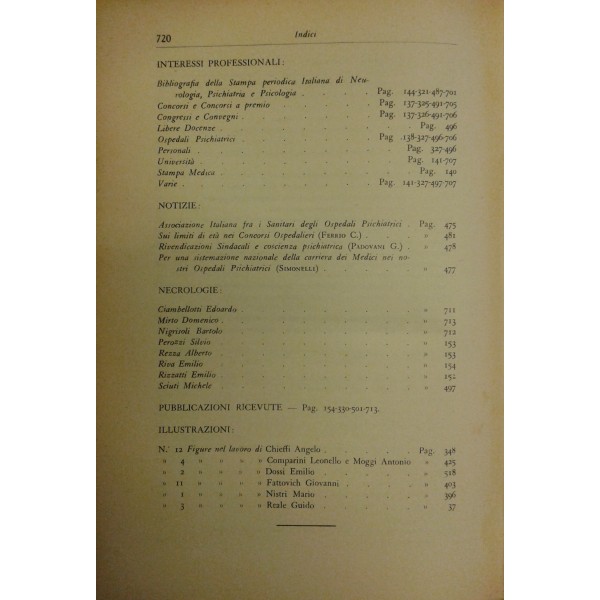 720 Indici
INTERESSI PROFESSIONALI:
Bibliografia della Stampa periodica Italiana di Neu-
rologia, Psichiatria e Psicologia . . . . Pag. 144-321-487-701
Concorsi e Concorsi a premio . . . . . Pag. 137-325-491-705
Congressi e Convegni . . . . . . . Pag. 137-326-491-706
Libere Docenze . . . . . . . . . Pag. 496
Ospedali Psichiatrici . . . . . . . Pag .138-327-496-706
Personali . . . . . . . . . Pag. 327-496
Università . . . . . . . . . Pag. 141-707
Stampa Medica . . . . . . . . . Pag. 140
Varie . . . . . . . . . Pag. 141-327-497-707
NOTIZIE:
Associazione Italiana fra i Sanitari degli Ospedali Psichiatrici . Pag. 475
Sui limiti di età nei Concorsi Ospedalieri (FERRIO C.) . . . » 481
Rivendicazioni Sindacali e coscienza psichiatrica (PADOVANI G.) . » 478
Per una sistemazione nazionale della carriera dei Medici nei no-
stri Ospedali Psichiatrici (SIMONELLI) . . . . . » 477
NECROLOGIE:
Ciambellotti Edoardo . . . . . . . . » 711
Mirto Domenico . . . . . . . . . » 713
Nigrisoli Bartolo . . . . . . . . » 712
Perazzi Silvio . . . . . . . . » 153
Rezza Alberto . . . . . . . . » 153
Riva Emilio . . . . . . . . » 154
Rizzatti Emilio . . . . . . . . » 152
Sciuti Michele . . . . . . . . » 497
PUBBLICAZIONI RICEVUTE — Pag. 154-330-501-713.
ILLUSTRAZIONI:
N.° 12 Figure nel lavoro di Chieffi Angelo . . . . Pag. 348
» 4 » » » » Comparini Leonello e Moggi Antonio » 425
» 2 » » » » Dossi Emilio . . . . » 518
» 11 » » » » Fattovich Giovanni . . . » 403
» 1 » » » » Nistri Mario . . . . » 396
» 3 » » » » Reale Guido . . . . » 37